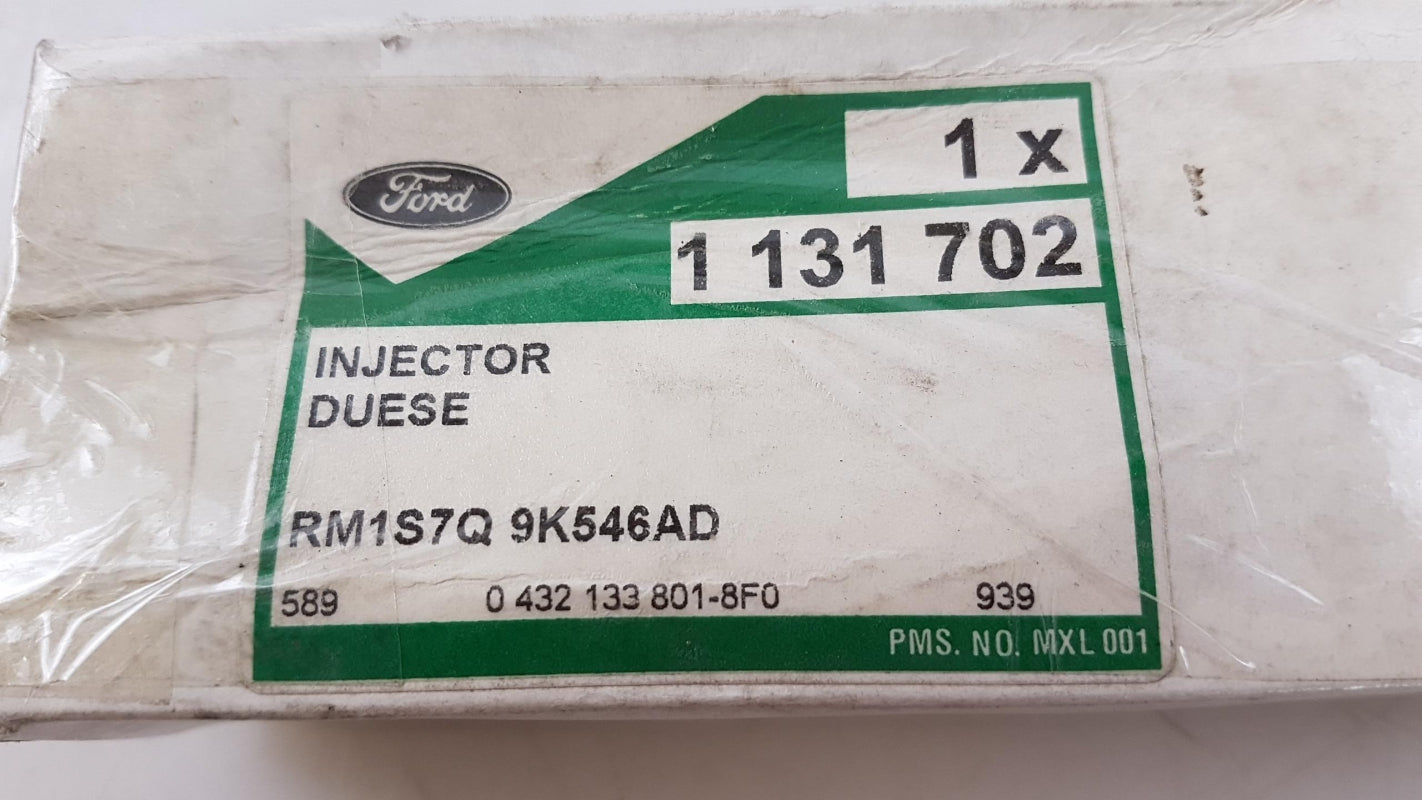 Ford
1 x
1 131 702
INJECTOR
DUESE
RM1S7Q 9K546AD
589 0 432 133 801-8F0 939
PMS. NO. MXL 001